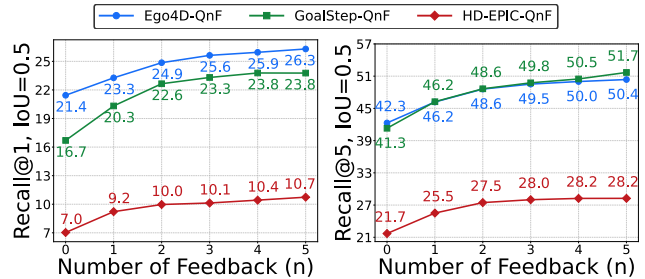 Ego4D-QnF GoalStep-QnF HD-EPIC-QnF
Recall@1, IoU=0.5
25
22
19
16
13
10
7
21.4 23.3 24.9 25.6 25.9 26.3
16.7 20.3 22.6 23.3 23.8 23.8
7.0 9.2 10.0 10.1 10.4 10.7
0 1 2 3 4 5
Number of Feedback (n)
Recall@5, IoU=0.5
57
51
45
39
33
27
21
42.3 46.2 48.6 49.8 50.5 51.7
41.3 46.2 48.6 49.5 50.0 50.4
21.7 25.5 27.5 28.0 28.2 28.2
0 1 2 3 4 5
Number of Feedback (n)